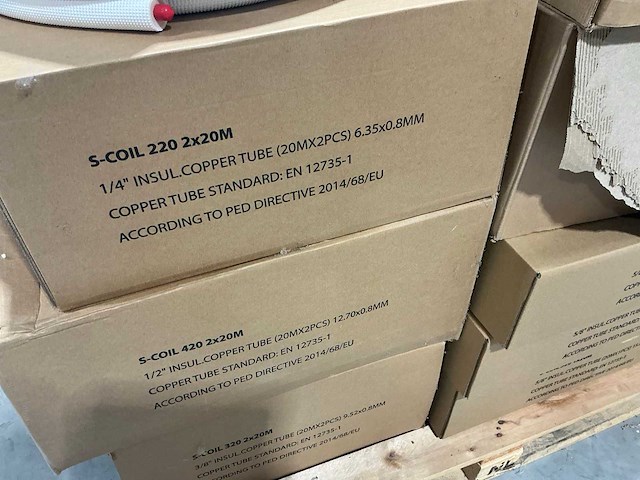 S-COIL 220 2x20M
1/4" INSUL.COPPER TUBE (20MX2PCS) 6.35x0.8MM
COPPER TUBE STANDARD: EN 12735-1
ACCORDING TO PED DIRECTIVE 2014/68/EU
S-COIL 420 2x20M
1/2" INSUL.COPPER TUBE (20MX2PCS) 12.70x0.8MM
COPPER TUBE STANDARD: EN 12735-1
ACCORDING TO PED DIRECTIVE 2014/68/EU
S-COIL 320 2x20M
3/8" INSUL.COPPER TUBE (20MX2PCS) 9.52x0.8MM
COPPER TUBE STANDARD: EN 12735-1
ACCORDING TO PED DIRECTIVE 2014/68/EU